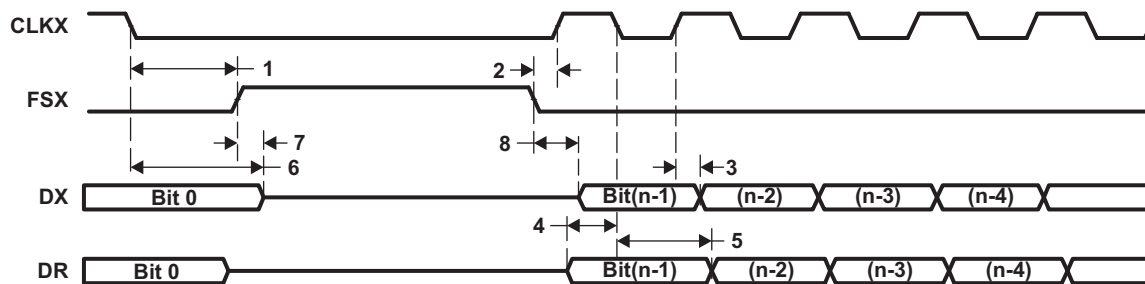 CLKX
1
2
FSX
7
8
6
3
DX
Bit 0
Bit(n-1)
(n-2)
(n-3)
(n-4)
4
5
DR
Bit 0
Bit(n-1)
(n-2)
(n-3)
(n-4)